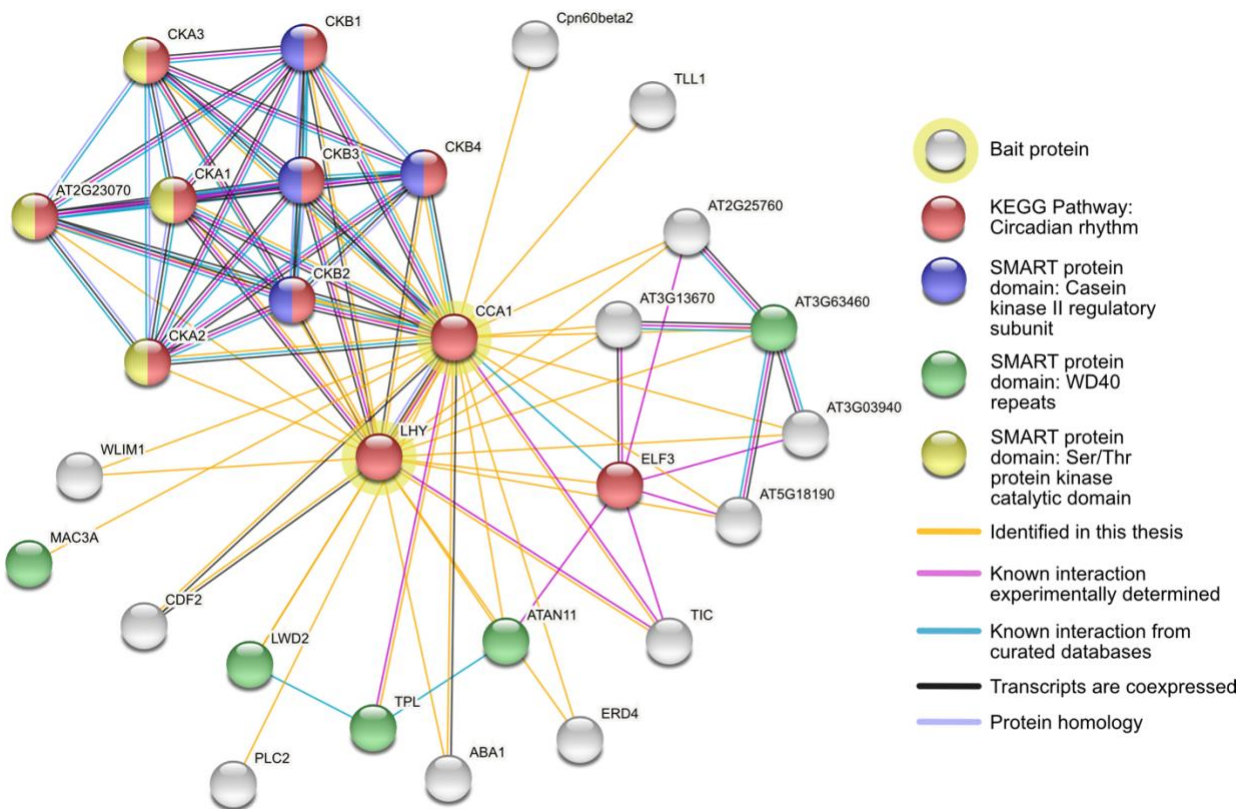 CKB1
CKA3
Cpn60beta2
TLL1
CKB4
CKB3
CKA1
AT2G23070
AT2G25760
CKB2
AT3G13670
AT3G63460
CCA1
CKA2
AT3G03940
LHY
WLIM1
ELF3
AT5G18190
MAC3A
CDF2
ATAN11
TIC
LWD2
TPL
ERD4
PLC2
ABA1
Bait protein
KEGG Pathway:
Circadian rhythm
SMART protein
domain: Casein
kinase II regulatory
subunit
SMART protein
domain: WD40
repeats
SMART protein
domain: Ser/Thr
protein kinase
catalytic domain
Identified in this thesis
Known interaction
experimentally determined
Known interaction from
curated databases
Transcripts are coexpressed
Protein homology